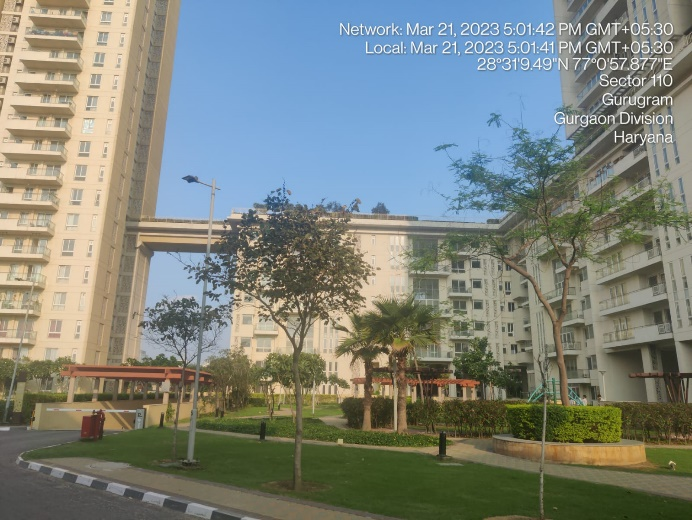 Network: Mar 21, 2023 5:01:42 PM GMT+05:30
Local: Mar 21, 2023 5:01:41 PM GMT+05:30
28°31'9.49"N 77°0'57.877"E
Sector 110
Gurugram
Gurgaon Division
Haryana